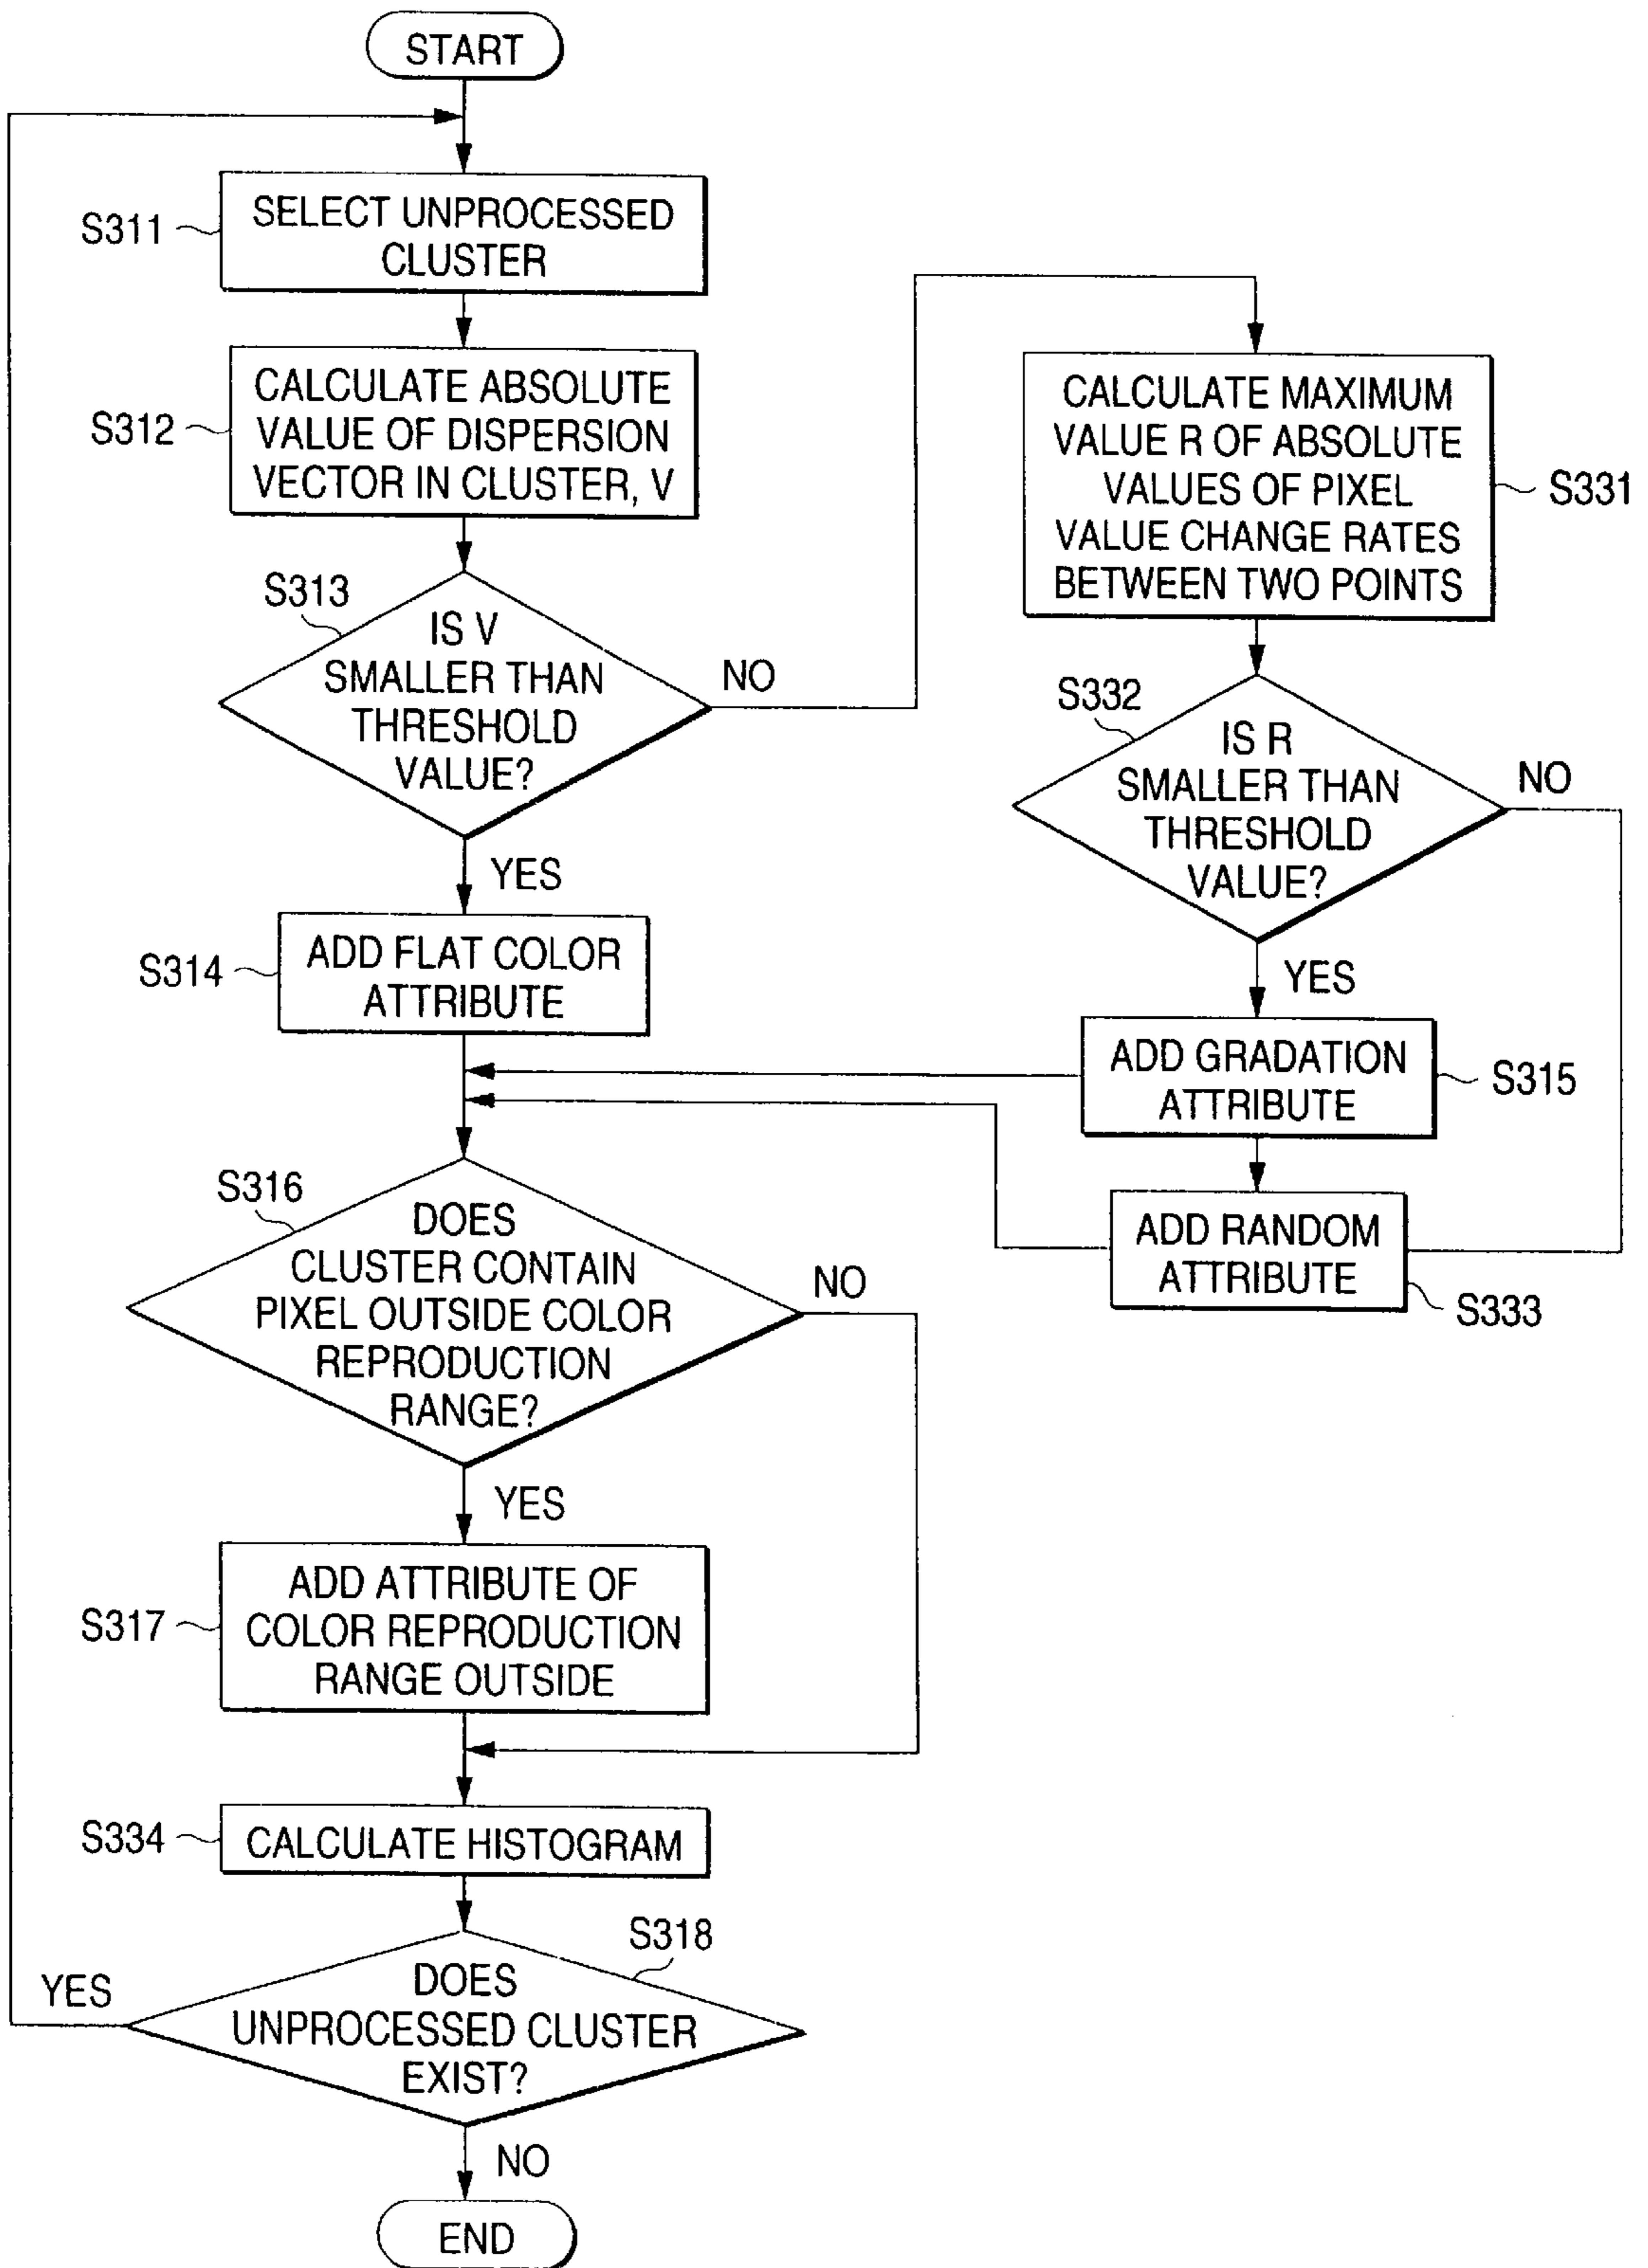 START
S311
SELECT UNPROCESSED
CLUSTER
S312
CALCULATE ABSOLUTE
VALUE OF DISPERSION
VECTOR IN CLUSTER, V
S313
IS V
SMALLER THAN
THRESHOLD
VALUE?
NO
YES
S314
ADD FLAT COLOR
ATTRIBUTE
CALCULATE MAXIMUM
VALUE R OF ABSOLUTE
VALUES OF PIXEL
VALUE CHANGE RATES
BETWEEN TWO POINTS
S331
S332
IS R
SMALLER THAN
THRESHOLD
VALUE?
NO
YES
ADD GRADATION
ATTRIBUTE
S315
ADD RANDOM
ATTRIBUTE
S333
S316
DOES
CLUSTER CONTAIN
PIXEL OUTSIDE COLOR
REPRODUCTION
RANGE?
NO
YES
S317
ADD ATTRIBUTE OF
COLOR REPRODUCTION
RANGE OUTSIDE
S334
CALCULATE HISTOGRAM
S318
DOES
UNPROCESSED CLUSTER
EXIST?
YES
NO
END